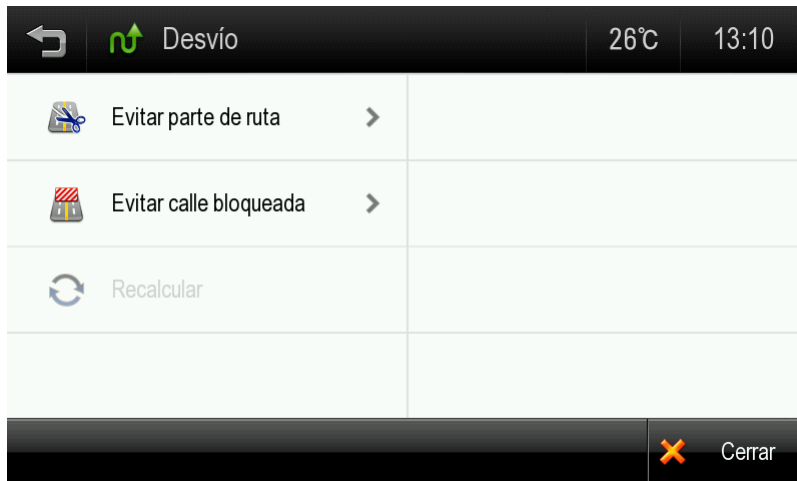 Desvío
26℃
13:10
Evitar parte de ruta
Evitar calle bloqueada
Recalcular
Cerrar